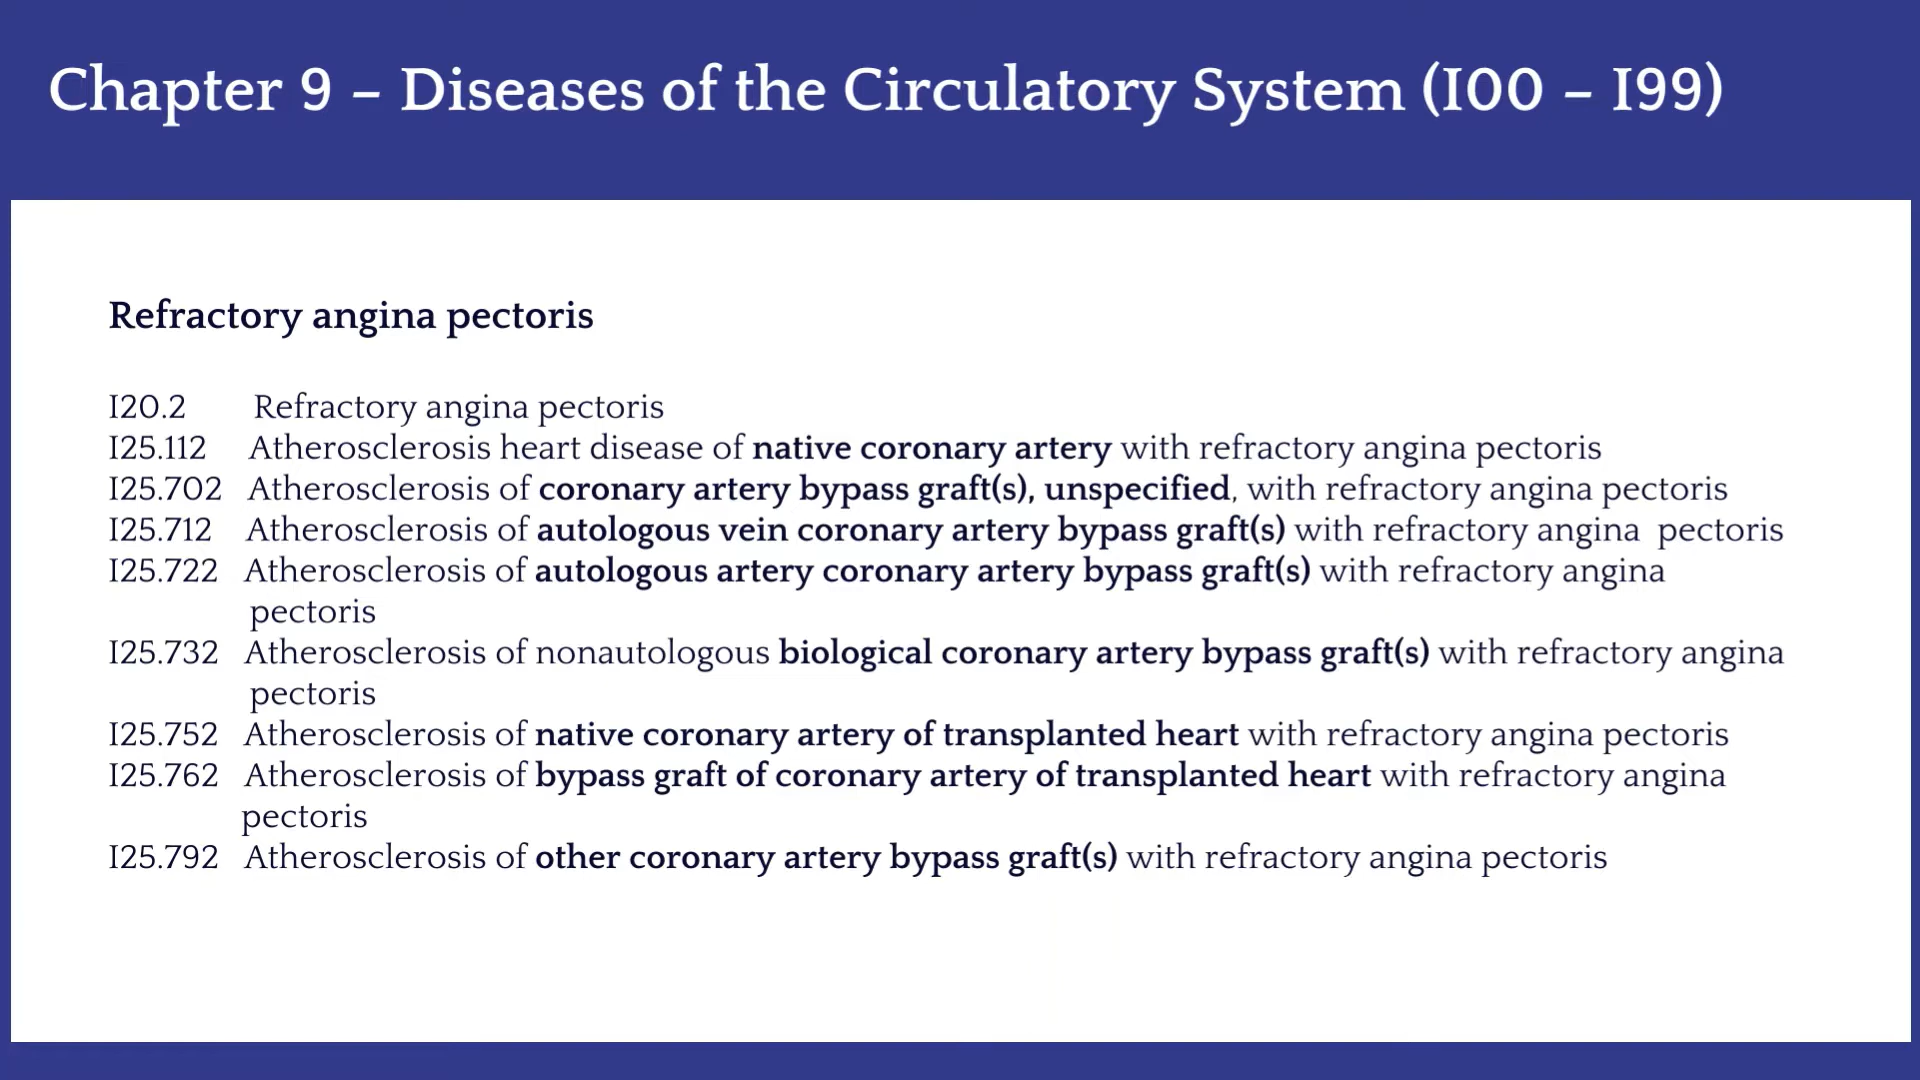 Chapter 9 – Diseases of the Circulatory System (I00 – I99)
Refractory angina pectoris
I20.2 Refractory angina pectoris
I25.112 Atherosclerosis heart disease of native coronary artery with refractory angina pectoris
I25.702 Atherosclerosis of coronary artery bypass graft(s), unspecified, with refractory angina pectoris
I25.712 Atherosclerosis of autologous vein coronary artery bypass graft(s) with refractory angina pectoris
I25.722 Atherosclerosis of autologous artery coronary artery bypass graft(s) with refractory angina
pectoris
I25.732 Atherosclerosis of nonautologous biological coronary artery bypass graft(s) with refractory angina
pectoris
I25.752 Atherosclerosis of native coronary artery of transplanted heart with refractory angina pectoris
I25.762 Atherosclerosis of bypass graft of coronary artery of transplanted heart with refractory angina
pectoris
I25.792 Atherosclerosis of other coronary artery bypass graft(s) with refractory angina pectoris